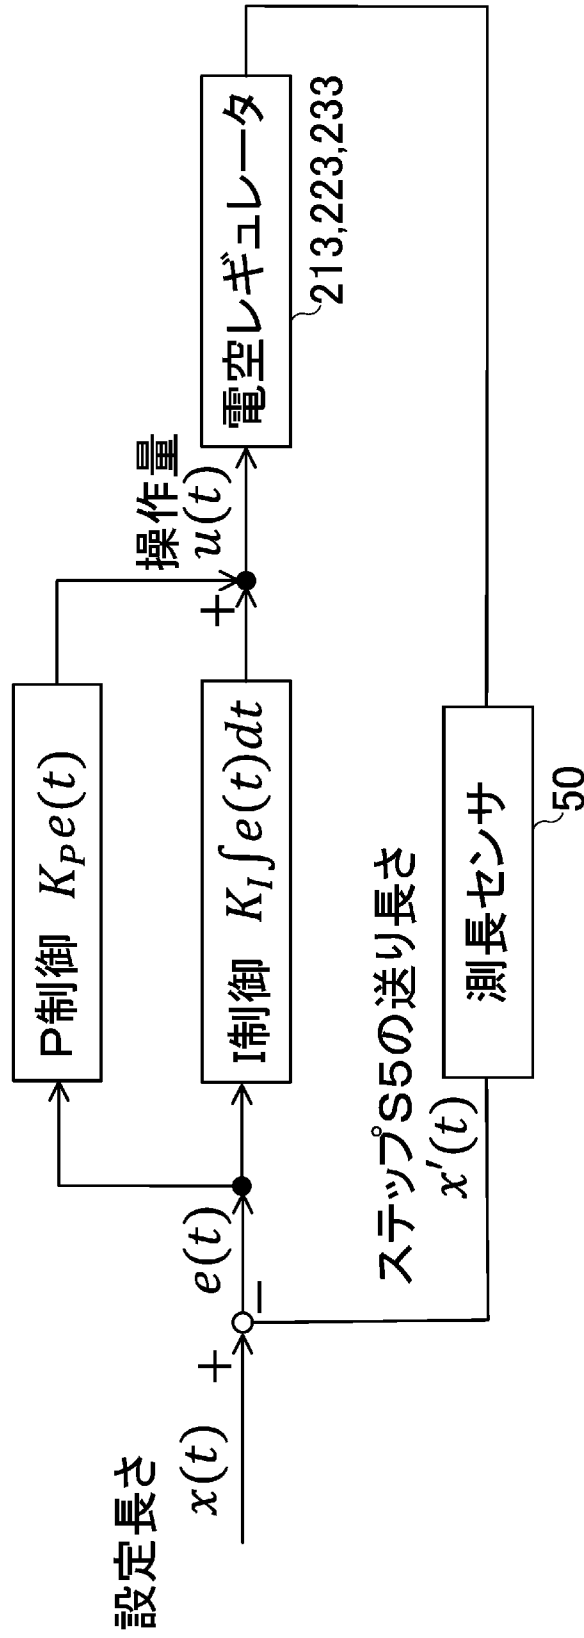 設定長さ
x(t)
+
−
e(t)
P制御 K_P e(t)
I制御 K_I∫e(t)dt
+
操作量
u(t)
電空レギュレータ
213,223,233
ステップS5の送り長さ
x′(t)
測長センサ
50